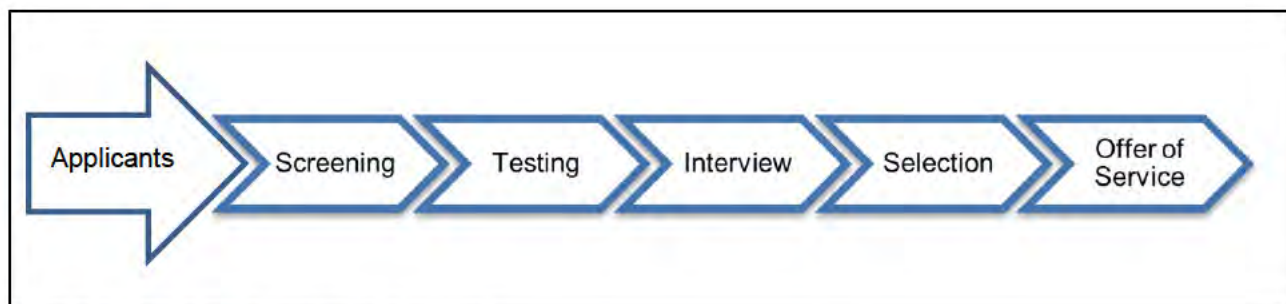 Applicants
Screening
Testing
Interview
Selection
Offer of
Service